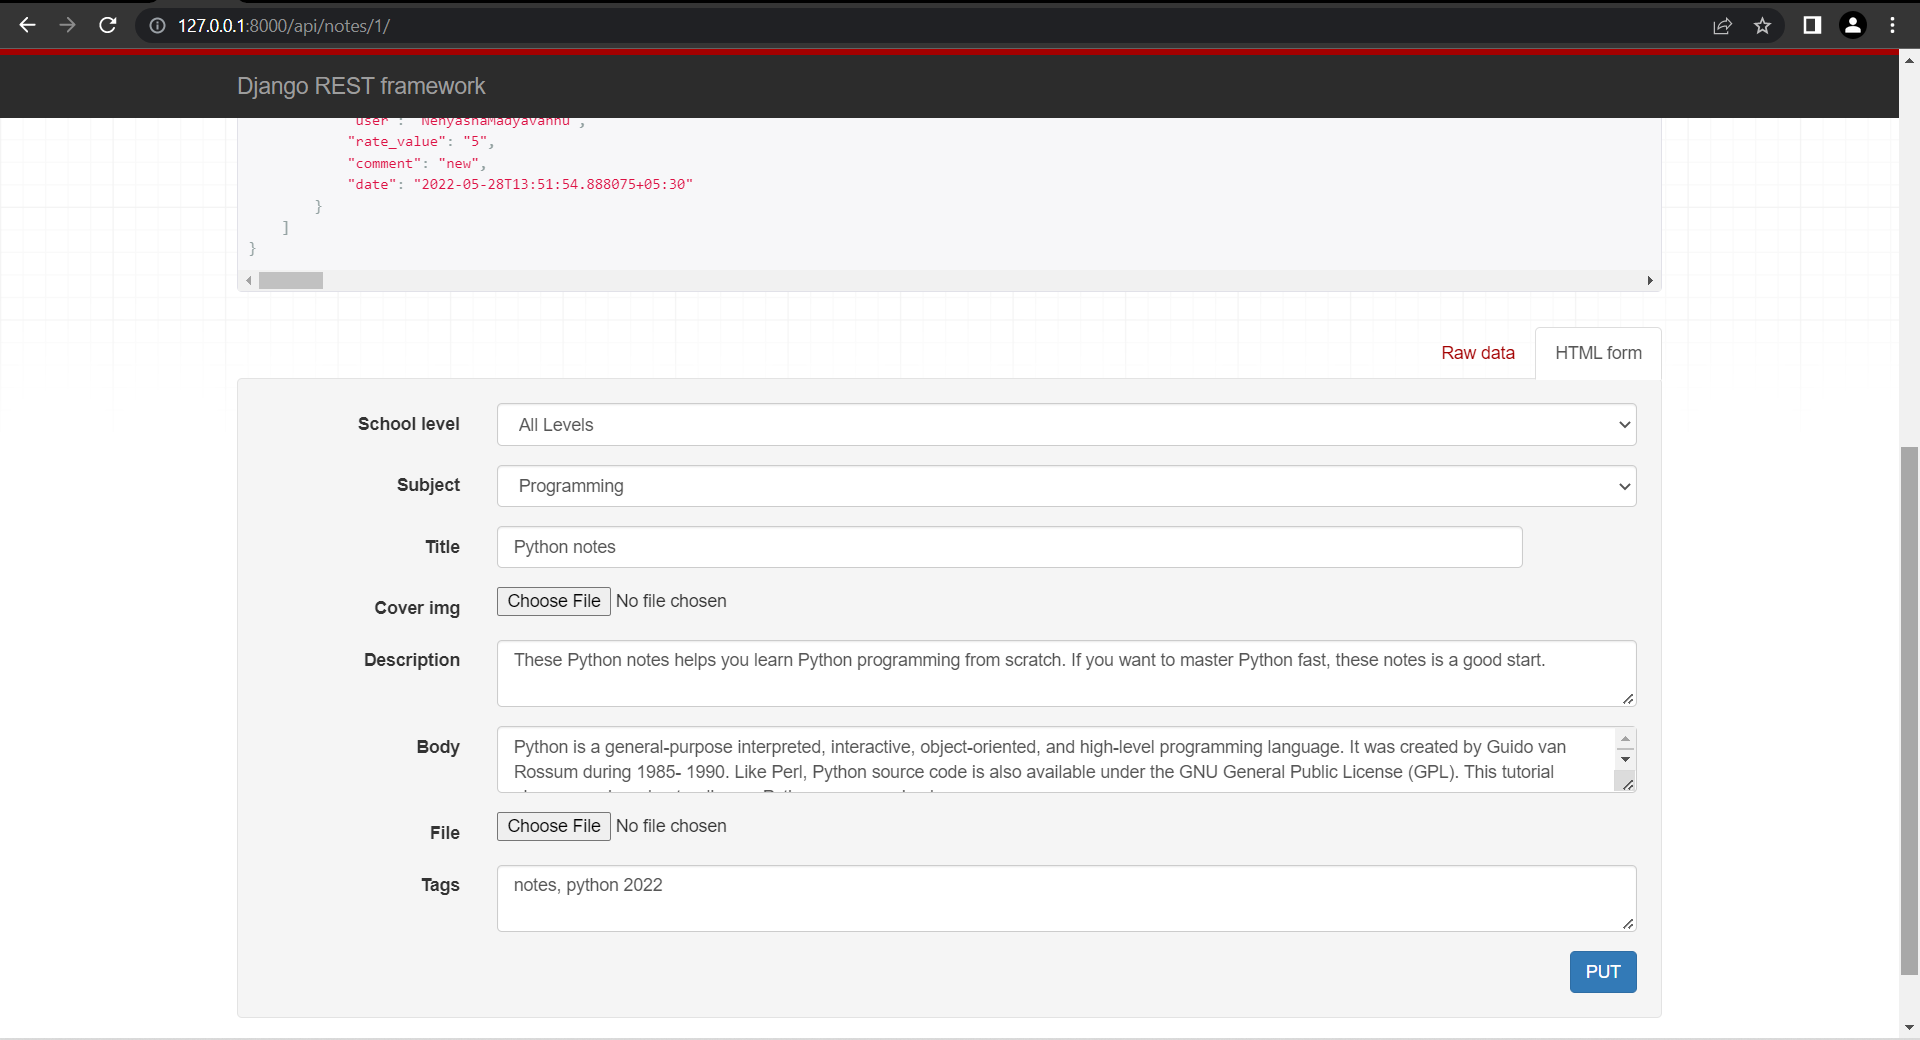 127.0.0.1:8000/api/notes/1/
Django REST framework
"user": "NenyashaMadyavanhu",
"rate_value": "5",
"comment": "new",
"date": "2022-05-28T13:51:54.888075+05:30"
}
]
}
Raw data HTML form
School level All Levels
Subject Programming
Title Python notes
Cover img Choose File No file chosen
Description These Python notes helps you learn Python programming from scratch. If you want to master Python fast, these notes is a good start.
Body Python is a general-purpose interpreted, interactive, object-oriented, and high-level programming language. It was created by Guido van
Rossum during 1985- 1990. Like Perl, Python source code is also available under the GNU General Public License (GPL). This tutorial
File Choose File No file chosen
Tags notes, python 2022
PUT